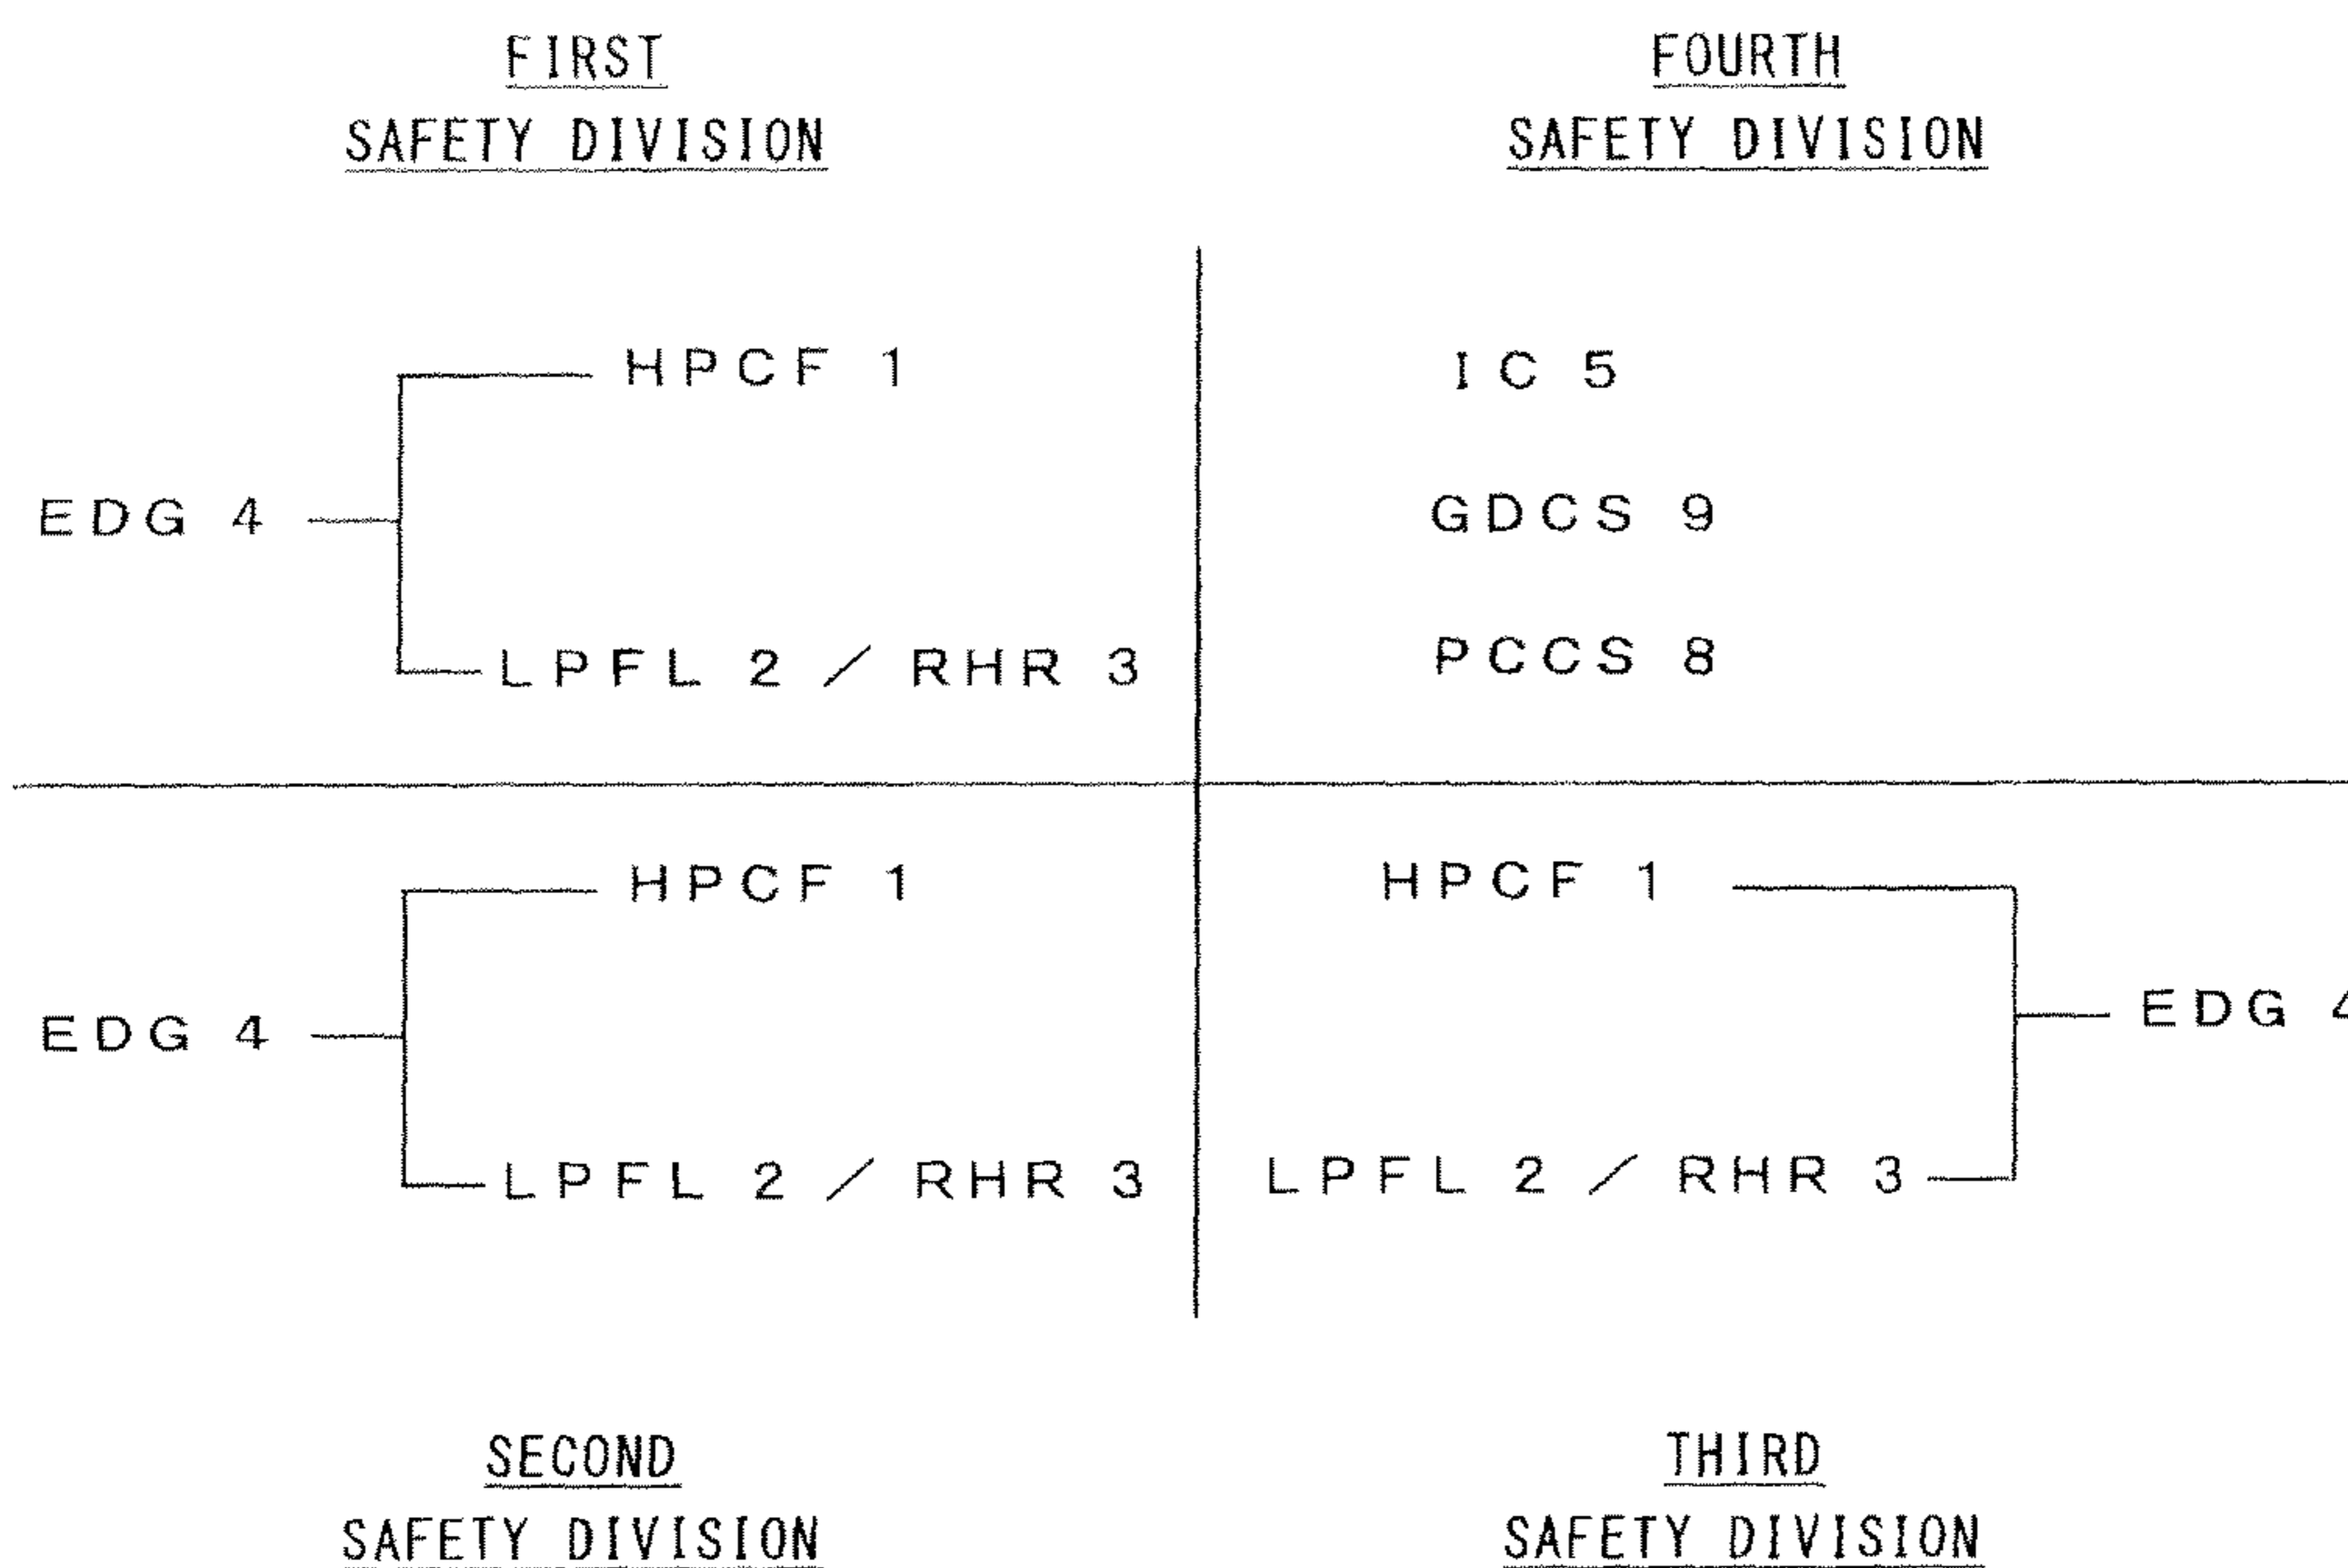 FIRST
SAFETY DIVISION
HPCF 1
EDG 4
LPFL 2 / RHR 3
FOURTH
SAFETY DIVISION
IC 5
GDCS 9
PCCS 8
HPCF 1
EDG 4
LPFL 2 / RHR 3
SECOND
SAFETY DIVISION
HPCF 1
EDG 4
LPFL 2 / RHR 3
THIRD
SAFETY DIVISION